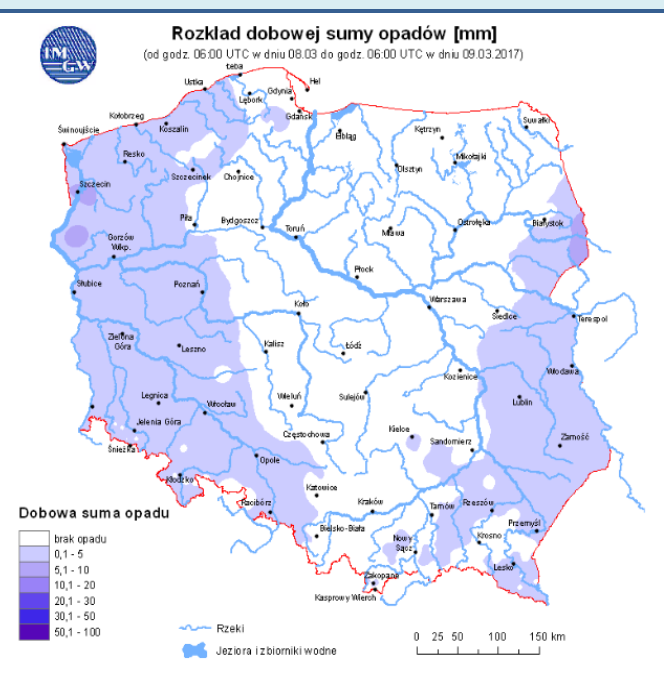 Rozkład dobowej sumy opadów [mm]
(od godz. 06:00 UTC w dniu 08.03 do godz. 06:00 UTC w dniu 09.03.2017)
IM
GW
Łeba
Ustka
Hel
Lębork
Gdynia
Gdańsk
Kołobrzeg
Koszalin
Świnoujście
Elbląg
Kętrzyn
Suwałki
Resko
Szczecinek
Chojnice
Olsztyn
Mikołajki
Szczecin
Piła
Bydgoszcz
Toruń
Mława
Ostrołęka
Białystok
Gorzów
Wlkp.
Płock
Słubice
Poznań
Koło
Warszawa
Siedlce
Terespol
Zielona
Góra
Leszno
Kalisz
Łódź
Kozienice
Włodawa
Legnica
Wrocław
Wieluń
Sulejów
Lublin
Jelenia Góra
Częstochowa
Kielce
Sandomierz
Zamość
Śnieżka
Opole
Kłodzko
Katowice
Racibórz
Kraków
Tarnów
Rzeszów
Przemyśl
Bielsko-Biała
Nowy
Sącz
Krosno
Lesko
Zakopane
Kasprowy Wierch
Dobowa suma opadu
brak opadu
0,1 - 5
5,1 - 10
10,1 - 20
20,1 - 30
30,1 - 50
50,1 - 100
Rzeki
Jeziora i zbiorniki wodne
0 25 50 100 150 km